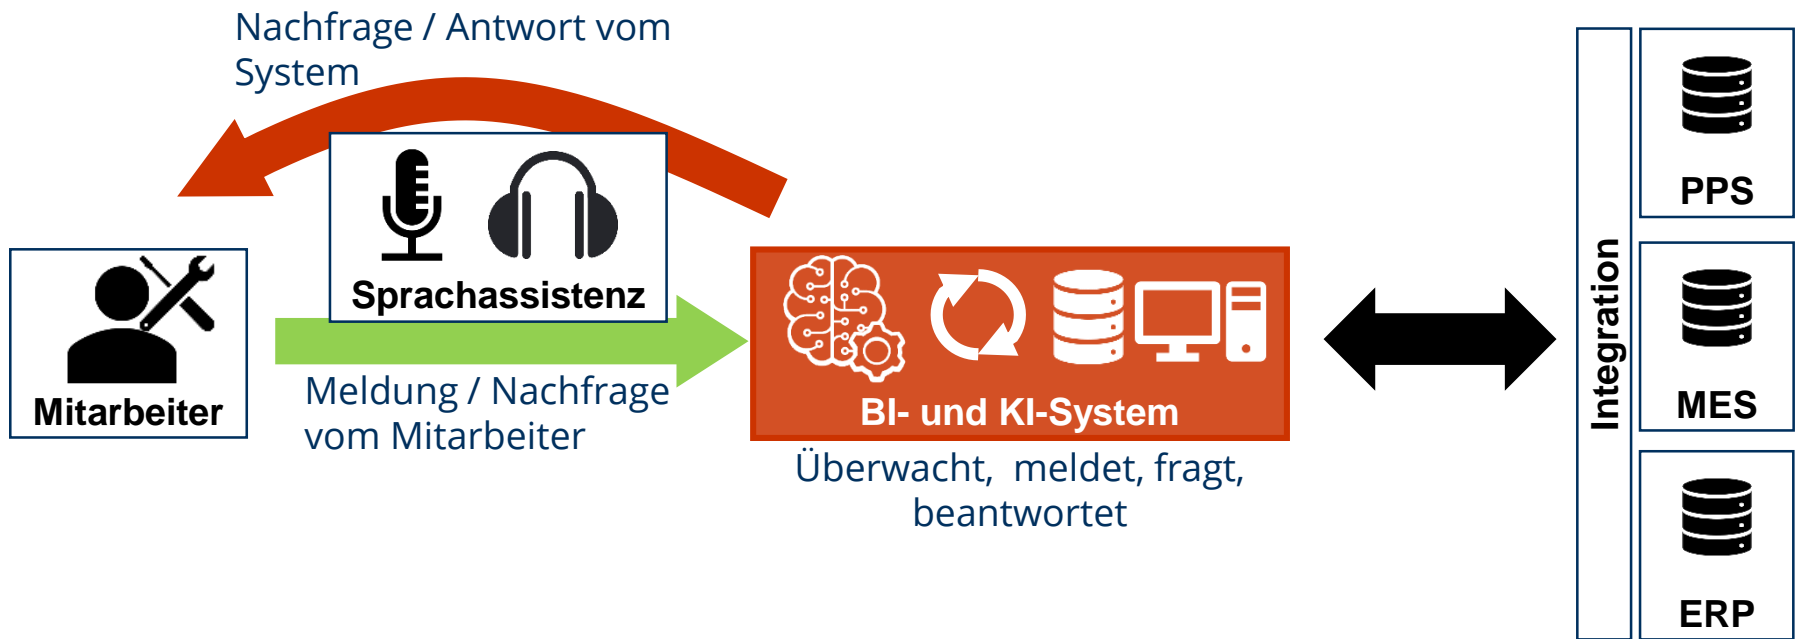 Nachfrage / Antwort vom
System
Sprachassistenz
Mitarbeiter
Meldung / Nachfrage
vom Mitarbeiter
BI- und KI-System
Überwacht, meldet, fragt,
beantwortet
Integration
PPS
MES
ERP